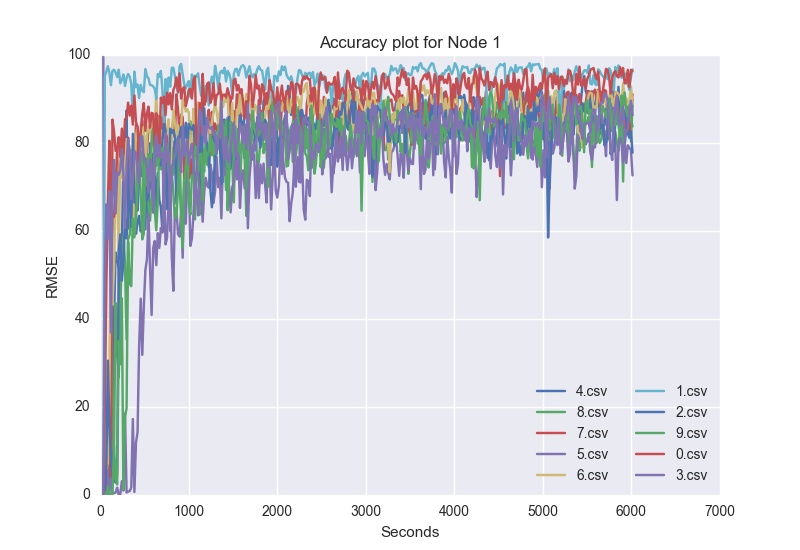 Accuracy plot for Node 1
100
80
60
40
20
0
RMSE
0 1000 2000 3000 4000 5000 6000 7000
Seconds
4.csv 1.csv
8.csv 2.csv
7.csv 9.csv
5.csv 0.csv
6.csv 3.csv